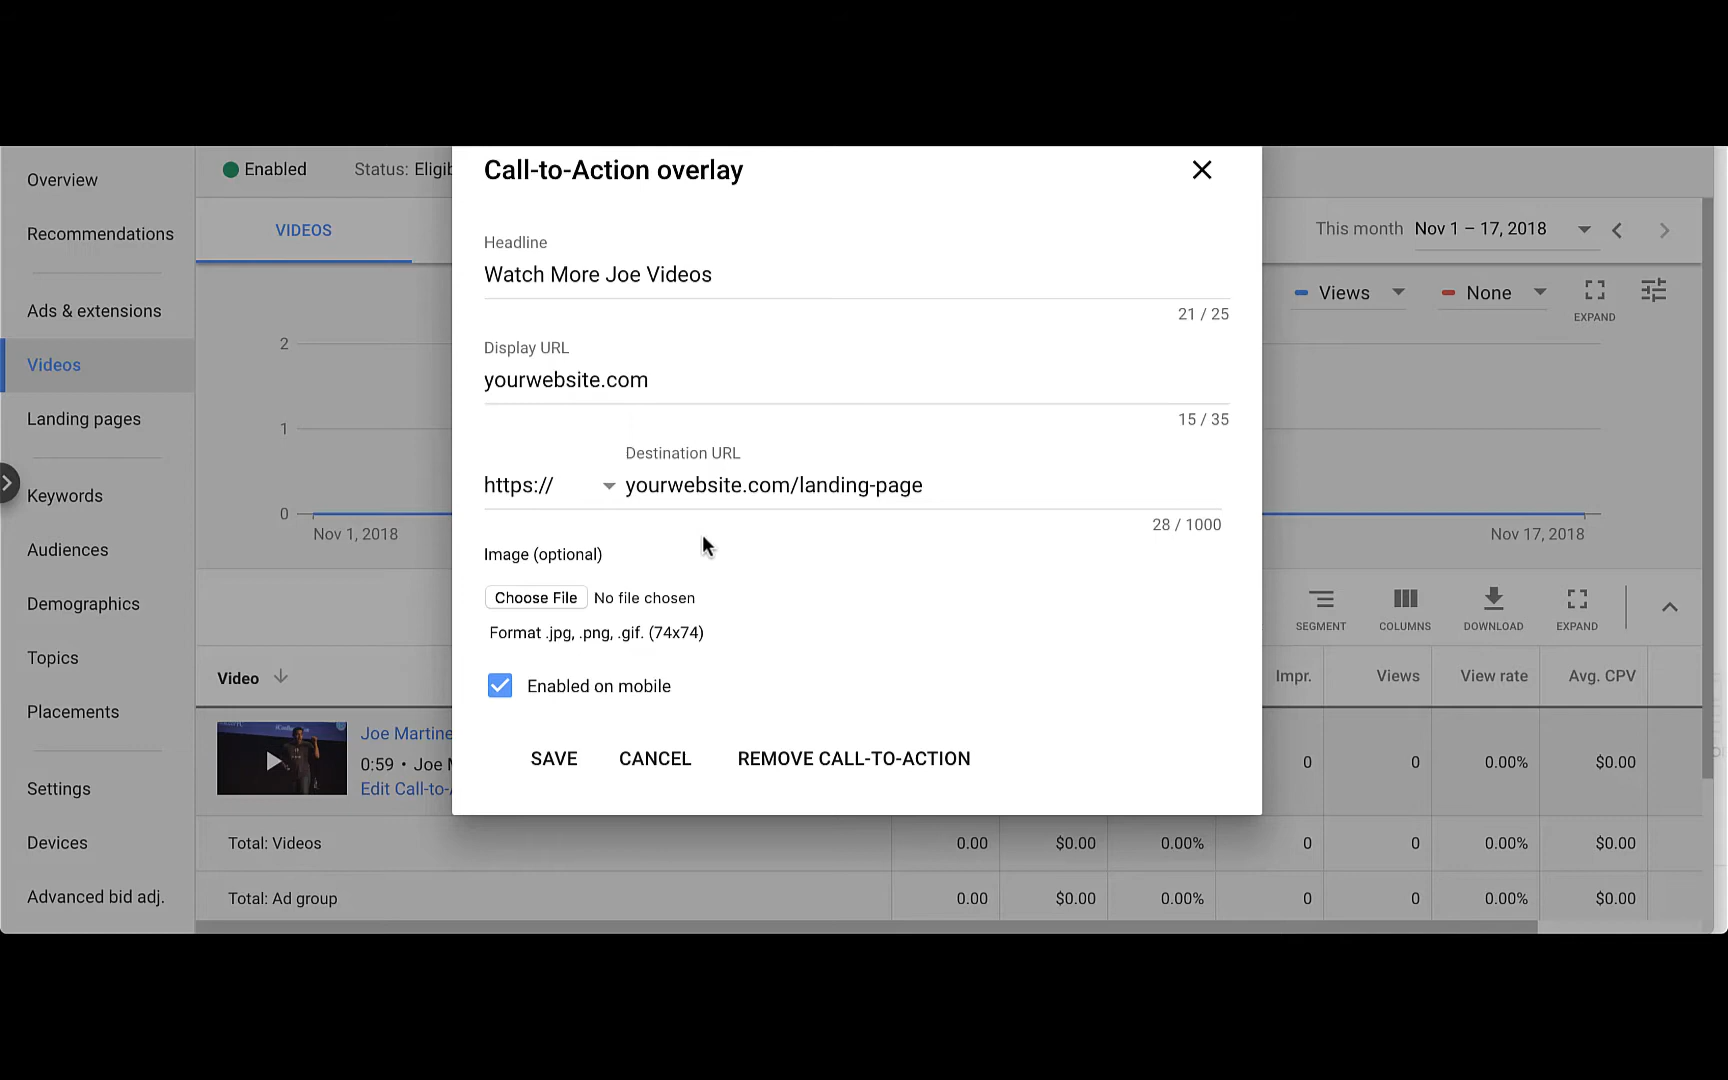 Overview
Recommendations
Ads & extensions
Videos
Landing pages
Keywords
Audiences
Demographics
Topics
Placements
Settings
Devices
Advanced bid adj.
Enabled
Status: Eligib
VIDEOS
This month Nov 1 – 17, 2018
Views
None
EXPAND
2
1
0
Nov 1, 2018
Nov 17, 2018
Call-to-Action overlay
Headline
Watch More Joe Videos
21 / 25
Display URL
yourwebsite.com
15 / 35
Destination URL
https:// yourwebsite.com/landing-page
28 / 1000
Image (optional)
Choose File No file chosen
Format .jpg, .png, .gif. (74x74)
Enabled on mobile
SAVE CANCEL REMOVE CALL-TO-ACTION
SEGMENT COLUMNS DOWNLOAD EXPAND
Video Impr. Views View rate Avg. CPV
Joe Martine
0:59 • Joe
Edit Call-to-
0 0 0.00% $0.00
Total: Videos 0.00 $0.00 0.00% 0 0 0.00% $0.00
Total: Ad group 0.00 $0.00 0.00% 0 0 0.00% $0.00